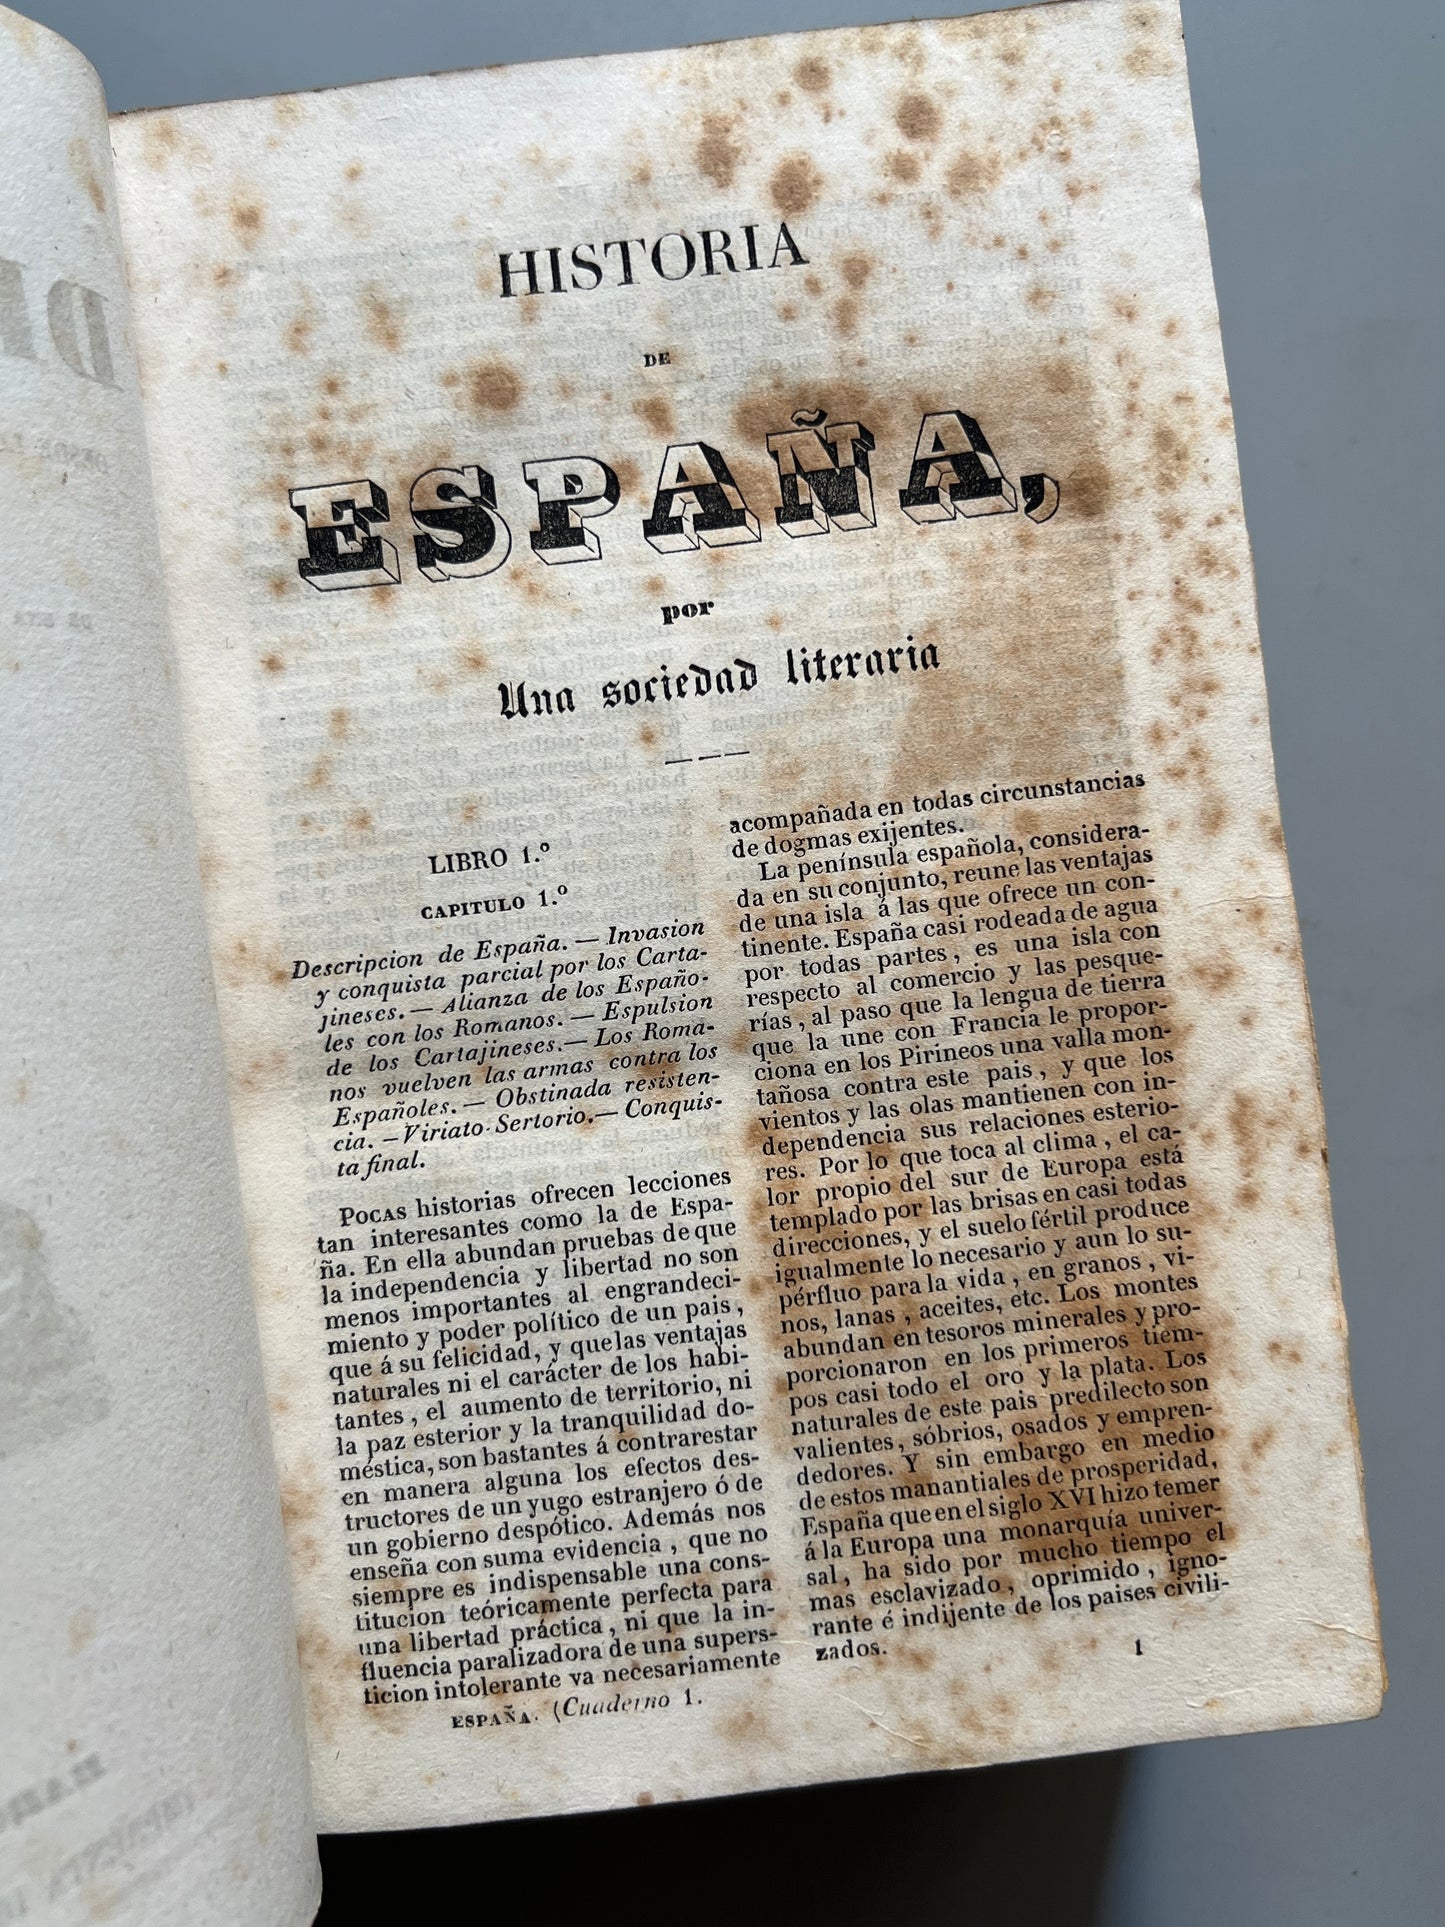 HISTORIA
DE
ESPAÑA,
por
Una sociedad literaria
LIBRO 1.º
CAPITULO 1.º
Descripcion de España. — Invasion
y conquista parcial por los Carta-
jineses. — Alianza de los Españo-
les con los Romanos. — Espulsion
de los Cartajineses. — Los Roma-
nos vuelven las armas contra los
Españoles. — Obstinada resisten-
cia. — Viriato. Sertorio. — Conquis-
ta final.
POCAS historias ofrecen lecciones
tan interesantes como la de Espa-
ña. En ella abundan pruebas de que
la independencia y libertad no son
menos importantes al engrandeci-
miento y poder político de un pais,
que á su felicidad, y que las ventajas
naturales ni el carácter de los habi-
tantes, el aumento de territorio, ni
la paz esterior y la tranquilidad do-
méstica, son bastantes á contrarestar
en manera alguna los efectos des-
tructores de un yugo estranjero ó de
un gobierno despótico. Además nos
enseña con suma evidencia, que no
siempre es indispensable una cons-
titucion teóricamente perfecta para
una libertad práctica, ni que la in-
fluencia paralizadora de una supers-
ticion intolerante va necesariamente
ESPAÑA. (Cuaderno 1.
acompañada en todas circunstancias
de dogmas exijentes.
La península española, considera-
da en su conjunto, reune las ventajas
de una isla á las que ofrece un con-
tinente. España casi rodeada de agua
por todas partes, es una isla con
respecto al comercio y las pesque-
rías, al paso que la lengua de tierra
que la une con Francia le propor-
ciona en los Pirineos una valla mon-
tañosa contra este pais, y que los
vientos y las olas mantienen con in-
dependencia sus relaciones esterio-
res. Por lo que toca al clima, el ca-
lor propio del sur de Europa está
templado por las brisas en casi todas
direcciones, y el suelo fértil produce
igualmente lo necesario y aun lo su-
pérfluo para la vida, en granos, vi-
nos, lanas, aceites, etc. Los montes
abundan en tesoros minerales y pro-
porcionaron en los primeros tiem-
pos casi todo el oro y la plata. Los
naturales de este pais predilecto son
valientes, sóbrios, osados y empren-
dedores. Y sin embargo en medio
de estos manantiales de prosperidad,
España que en el siglo XVI hizo temer
á la Europa una monarquía univer-
sal, ha sido por mucho tiempo el
mas esclavizado, oprimido, igno-
rante é indijente de los paises civili-
zados.
1